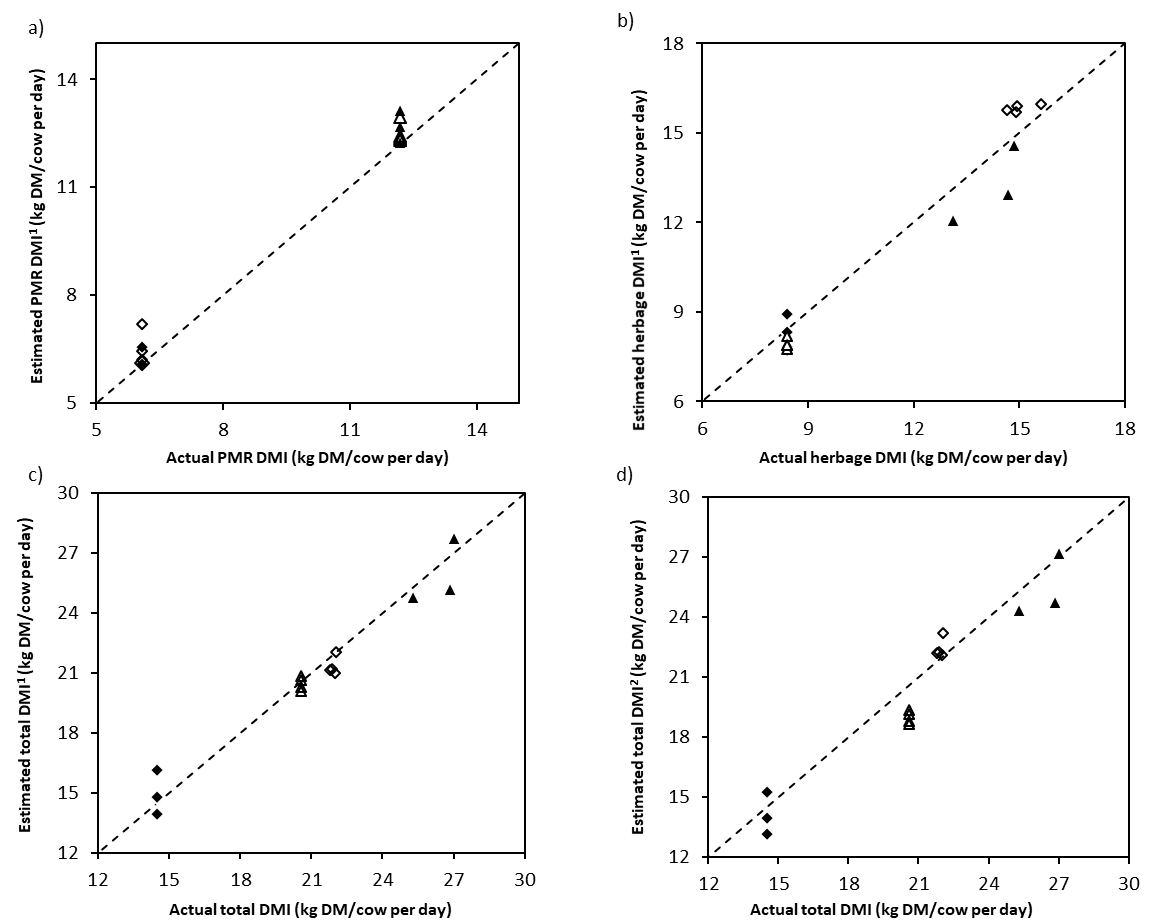 a)
Estimated PMR DMI¹ (kg DM/cow per day)
14
11
8
5
5 8 11 14
Actual PMR DMI (kg DM/cow per day)
b)
Estimated herbage DMI¹ (kg DM/cow per day)
18
15
12
9
6
6 9 12 15 18
Actual herbage DMI (kg DM/cow per day)
c)
Estimated total DMI¹ (kg DM/cow per day)
30
27
24
21
18
15
12
12 15 18 21 24 27 30
Actual total DMI (kg DM/cow per day)
d)
Estimated total DMI² (kg DM/cow per day)
30
27
24
21
18
15
12
12 15 18 21 24 27 30
Actual total DMI (kg DM/cow per day)